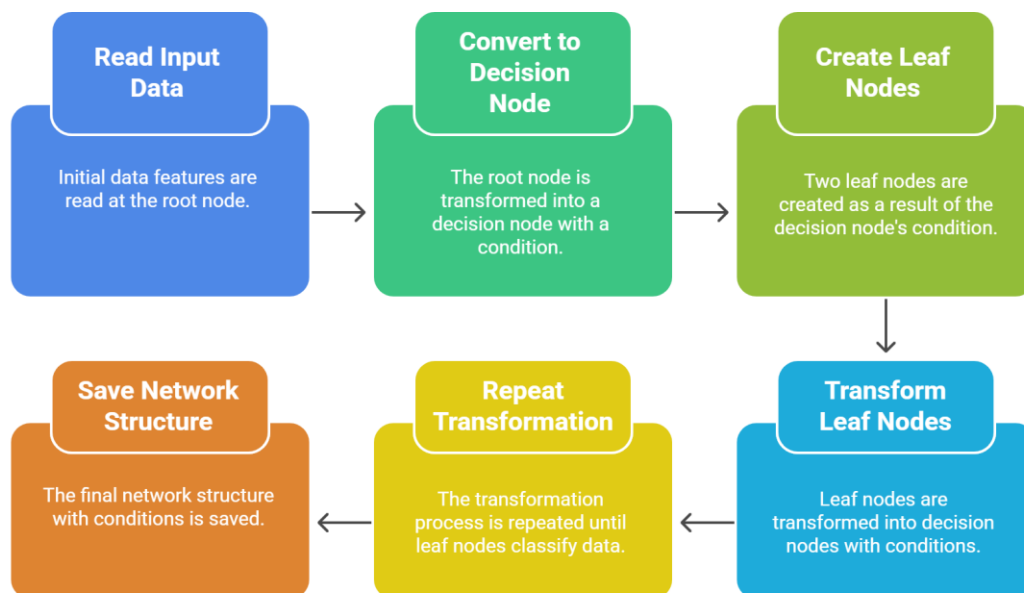 Read Input
Data
Initial data features are
read at the root node.
Convert to
Decision
Node
The root node is
transformed into a
decision node with a
condition.
Create Leaf
Nodes
Two leaf nodes are
created as a result of the
decision node's condition.
Transform
Leaf Nodes
Leaf nodes are
transformed into decision
nodes with conditions.
Repeat
Transformation
The transformation
process is repeated until
leaf nodes classify data.
Save Network
Structure
The final network structure
with conditions is saved.